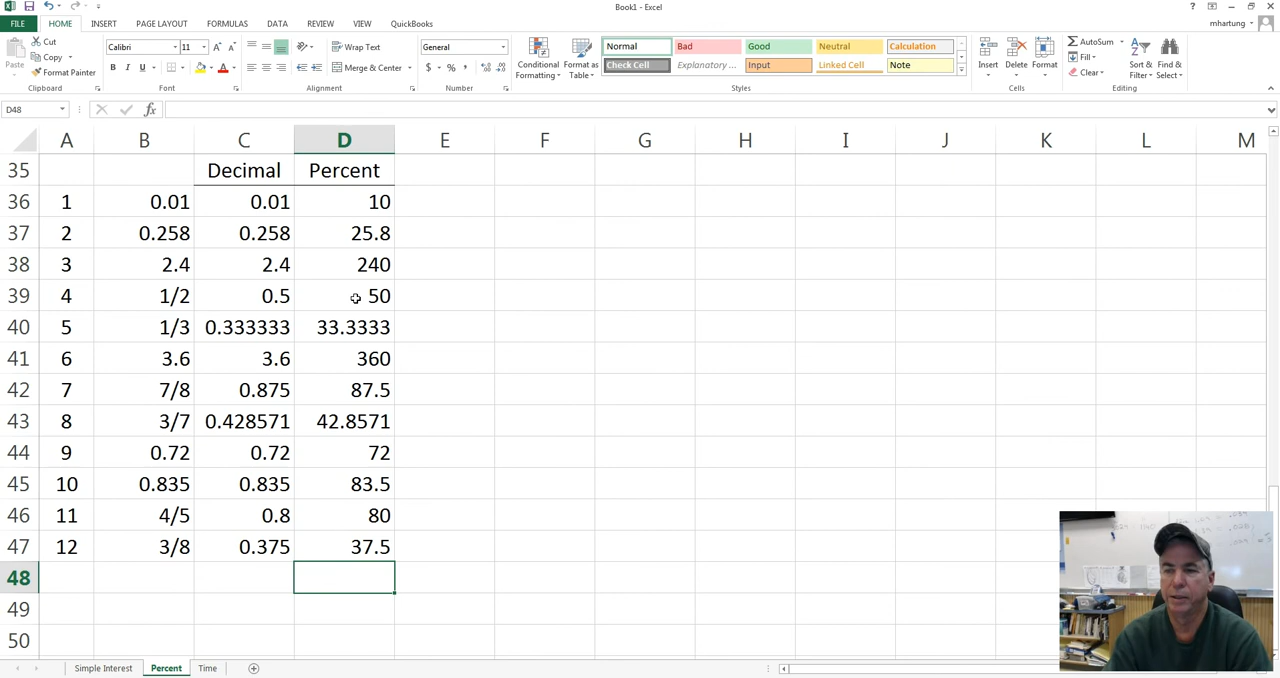 Book1 - Excel
FILE HOME INSERT PAGE LAYOUT FORMULAS DATA REVIEW VIEW QuickBooks
mhartung
Paste
Cut
Copy
Format Painter
Clipboard
Calibri 11
B I U
Font
Wrap Text
Merge & Center
Alignment
General
$ % ,
Number
Conditional Formatting
Format as Table
Normal Bad Good Neutral Calculation
Check Cell Explanatory ... Input Linked Cell Note
Styles
Insert Delete Format
Cells
AutoSum
Fill
Clear
Sort & Filter
Find & Select
Editing
D48 fx
A B C D E F G H I J K L M
35 Decimal Percent
36 1 0.01 0.01 10
37 2 0.258 0.258 25.8
38 3 2.4 2.4 240
39 4 1/2 0.5 50
40 5 1/3 0.333333 33.3333
41 6 3.6 3.6 360
42 7 7/8 0.875 87.5
43 8 3/7 0.428571 42.8571
44 9 0.72 0.72 72
45 10 0.835 0.835 83.5
46 11 4/5 0.8 80
47 12 3/8 0.375 37.5
48
49
50
Simple Interest Percent Time